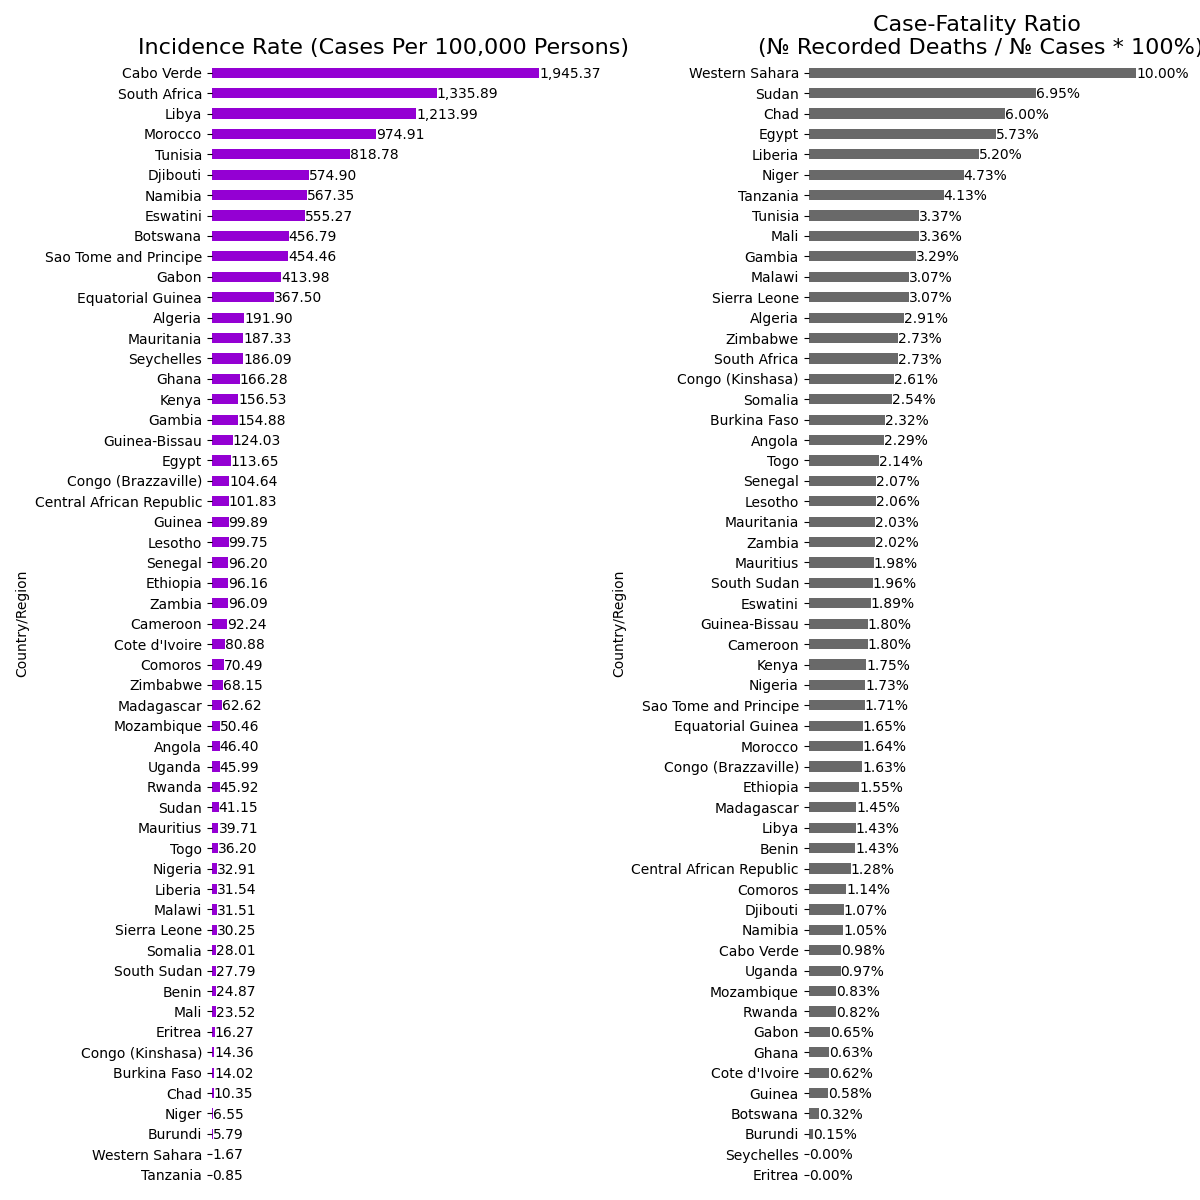 Incidence Rate (Cases Per 100,000 Persons)
Country/Region
Cabo Verde 1,945.37
South Africa 1,335.89
Libya 1,213.99
Morocco 974.91
Tunisia 818.78
Djibouti 574.90
Namibia 567.35
Eswatini 555.27
Botswana 456.79
Sao Tome and Principe 454.46
Gabon 413.98
Equatorial Guinea 367.50
Algeria 191.90
Mauritania 187.33
Seychelles 186.09
Ghana 166.28
Kenya 156.53
Gambia 154.88
Guinea-Bissau 124.03
Egypt 113.65
Congo (Brazzaville) 104.64
Central African Republic 101.83
Guinea 99.89
Lesotho 99.75
Senegal 96.20
Ethiopia 96.16
Zambia 96.09
Cameroon 92.24
Cote d'Ivoire 80.88
Comoros 70.49
Zimbabwe 68.15
Madagascar 62.62
Mozambique 50.46
Angola 46.40
Uganda 45.99
Rwanda 45.92
Sudan 41.15
Mauritius 39.71
Togo 36.20
Nigeria 32.91
Liberia 31.54
Malawi 31.51
Sierra Leone 30.25
Somalia 28.01
South Sudan 27.79
Benin 24.87
Mali 23.52
Eritrea 16.27
Congo (Kinshasa) 14.36
Burkina Faso 14.02
Chad 10.35
Niger 6.55
Burundi 5.79
Western Sahara 1.67
Tanzania 0.85
Case-Fatality Ratio
(№ Recorded Deaths / № Cases * 100%)
Country/Region
Western Sahara 10.00%
Sudan 6.95%
Chad 6.00%
Egypt 5.73%
Liberia 5.20%
Niger 4.73%
Tanzania 4.13%
Tunisia 3.37%
Mali 3.36%
Gambia 3.29%
Malawi 3.07%
Sierra Leone 3.07%
Algeria 2.91%
Zimbabwe 2.73%
South Africa 2.73%
Congo (Kinshasa) 2.61%
Somalia 2.54%
Burkina Faso 2.32%
Angola 2.29%
Togo 2.14%
Senegal 2.07%
Lesotho 2.06%
Mauritania 2.03%
Zambia 2.02%
Mauritius 1.98%
South Sudan 1.96%
Eswatini 1.89%
Guinea-Bissau 1.80%
Cameroon 1.80%
Kenya 1.75%
Nigeria 1.73%
Sao Tome and Principe 1.71%
Equatorial Guinea 1.65%
Morocco 1.64%
Congo (Brazzaville) 1.63%
Ethiopia 1.55%
Madagascar 1.45%
Libya 1.43%
Benin 1.43%
Central African Republic 1.28%
Comoros 1.14%
Djibouti 1.07%
Namibia 1.05%
Cabo Verde 0.98%
Uganda 0.97%
Mozambique 0.83%
Rwanda 0.82%
Gabon 0.65%
Ghana 0.63%
Cote d'Ivoire 0.62%
Guinea 0.58%
Botswana 0.32%
Burundi 0.15%
Seychelles 0.00%
Eritrea 0.00%